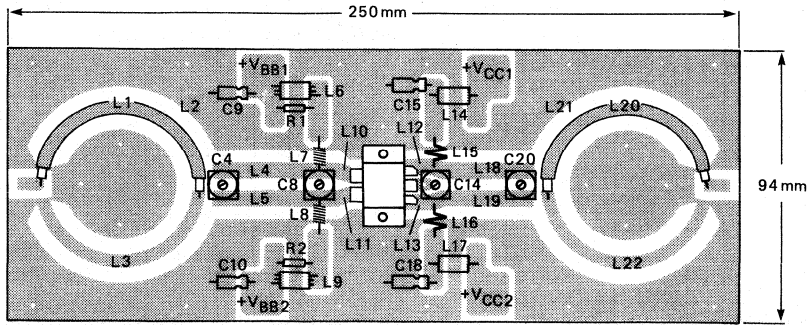 250 mm
+VBB1
+VCC1
L1
L2
C9
L6
R1
C15
L14
L21
L20
L10
L12
L7
L15
C4
L4
C8
C14
L18
C20
94 mm
L5
L19
L8
L16
L11
L13
L3
R2
L17
L22
C10
L9
C18
+VBB2
+VCC2